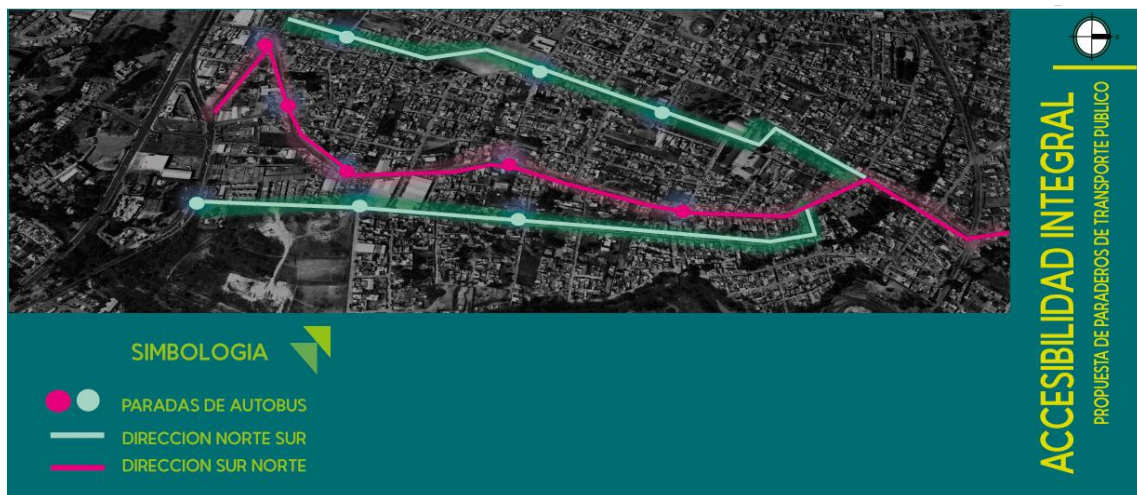 ACCESIBILIDAD INTEGRAL
PROPUESTA DE PARADEROS DE TRANSPORTE PUBLICO
SIMBOLOGIA
PARADAS DE AUTOBUS
DIRECCION NORTE SUR
DIRECCION SUR NORTE